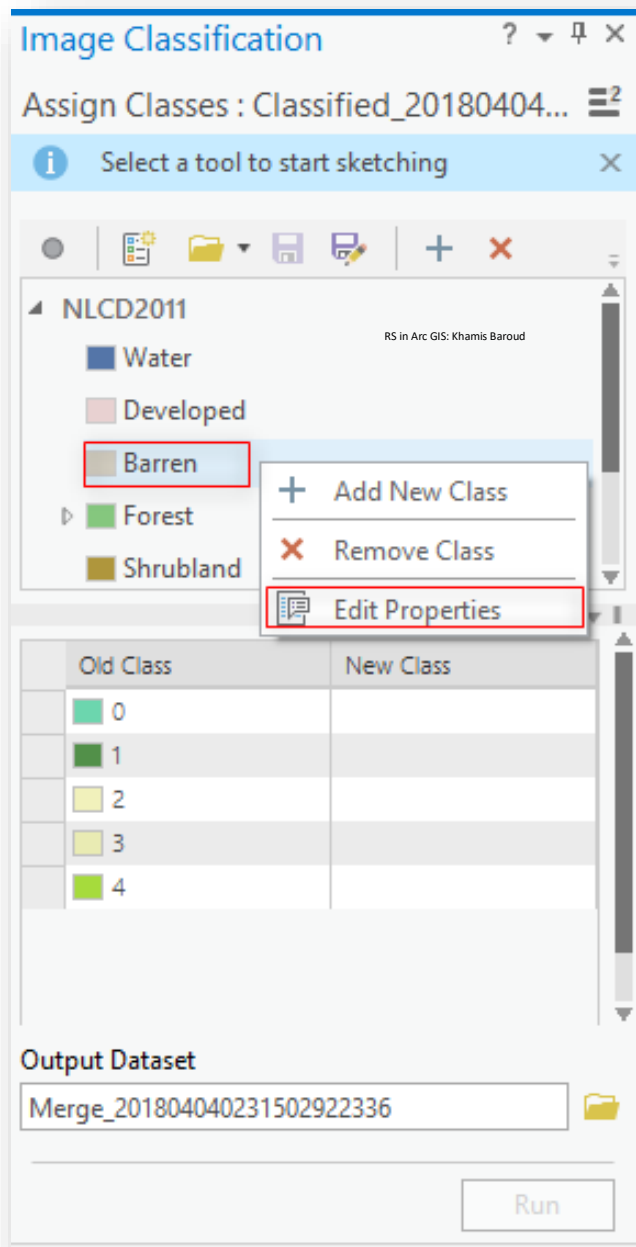 Image Classification ?
Assign Classes : Classified_20180404... 2
Select a tool to start sketching
NLCD2011
RS in Arc GIS: Khamis Baroud
Water
Developed
Barren
Add New Class
Forest
Remove Class
Shrubland
Edit Properties
Old Class New Class
0
1
2
3
4
Output Dataset
Merge_201804040231502922336
Run